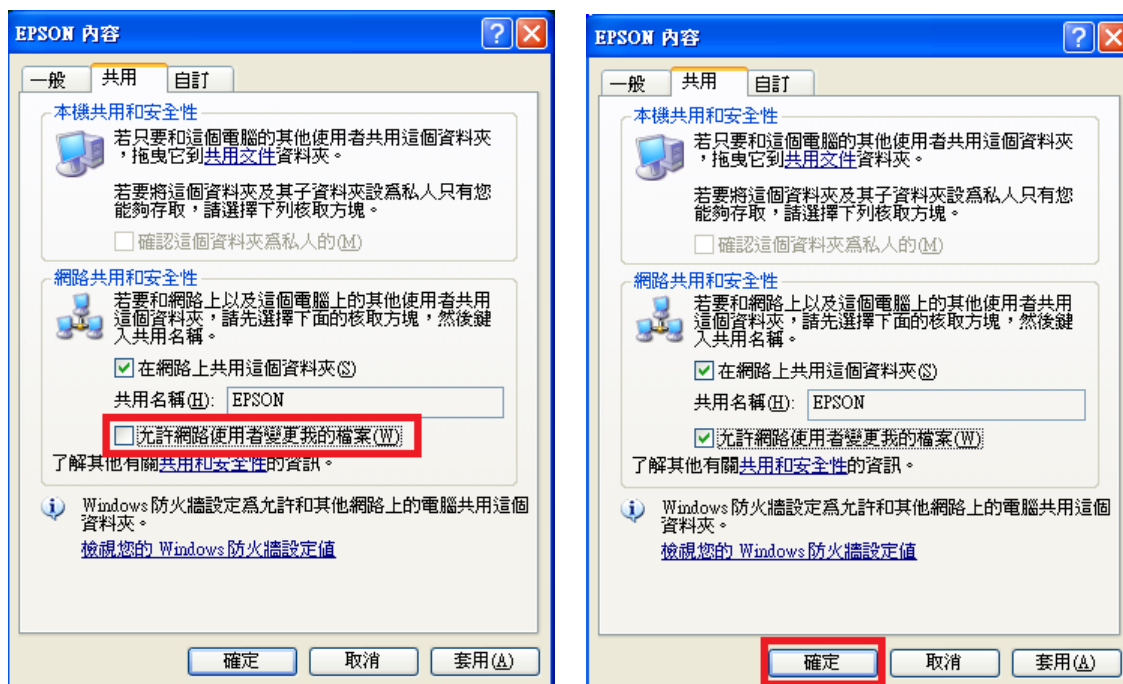 EPSON 內容
一般
共用
自訂
本機共用和安全性
若只要和這個電腦的其他使用者共用這個資料夾
，拖曳它到共用文件資料夾。
若要將這個資料夾及其子資料夾設爲私人只有您
能夠存取，請選擇下列核取方塊。
確認這個資料夾爲私人的(M)
網路共用和安全性
若要和網路上以及這個電腦上的其他使用者共用
這個資料夾，請先選擇下面的核取方塊，然後鍵
入共用名稱。
在網路上共用這個資料夾(S)
共用名稱(H): EPSON
允許網路使用者變更我的檔案(W)
了解其他有關共用和安全性的資訊。
Windows 防火牆設定爲允許和其他網路上的電腦共用這個
資料夾。
檢視您的 Windows 防火牆設定值
確定
取消
套用(A)
EPSON 內容
一般
共用
自訂
本機共用和安全性
若只要和這個電腦的其他使用者共用這個資料夾
，拖曳它到共用文件資料夾。
若要將這個資料夾及其子資料夾設爲私人只有您
能夠存取，請選擇下列核取方塊。
確認這個資料夾爲私人的(M)
網路共用和安全性
若要和網路上以及這個電腦上的其他使用者共用
這個資料夾，請先選擇下面的核取方塊，然後鍵
入共用名稱。
在網路上共用這個資料夾(S)
共用名稱(H): EPSON
允許網路使用者變更我的檔案(W)
了解其他有關共用和安全性的資訊。
Windows 防火牆設定爲允許和其他網路上的電腦共用這個
資料夾。
檢視您的 Windows 防火牆設定值
確定
取消
套用(A)